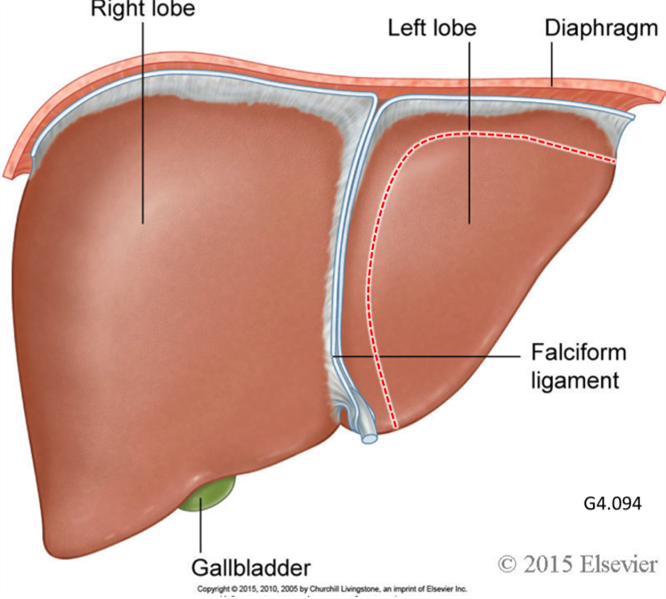 Right lobe
Left lobe
Diaphragm
Falciform
ligament
G4.094
© 2015 Elsevier
Gallbladder
Copyright © 2015, 2010, 2005 by Churchill Livingstone, an imprint of Elsevier Inc.